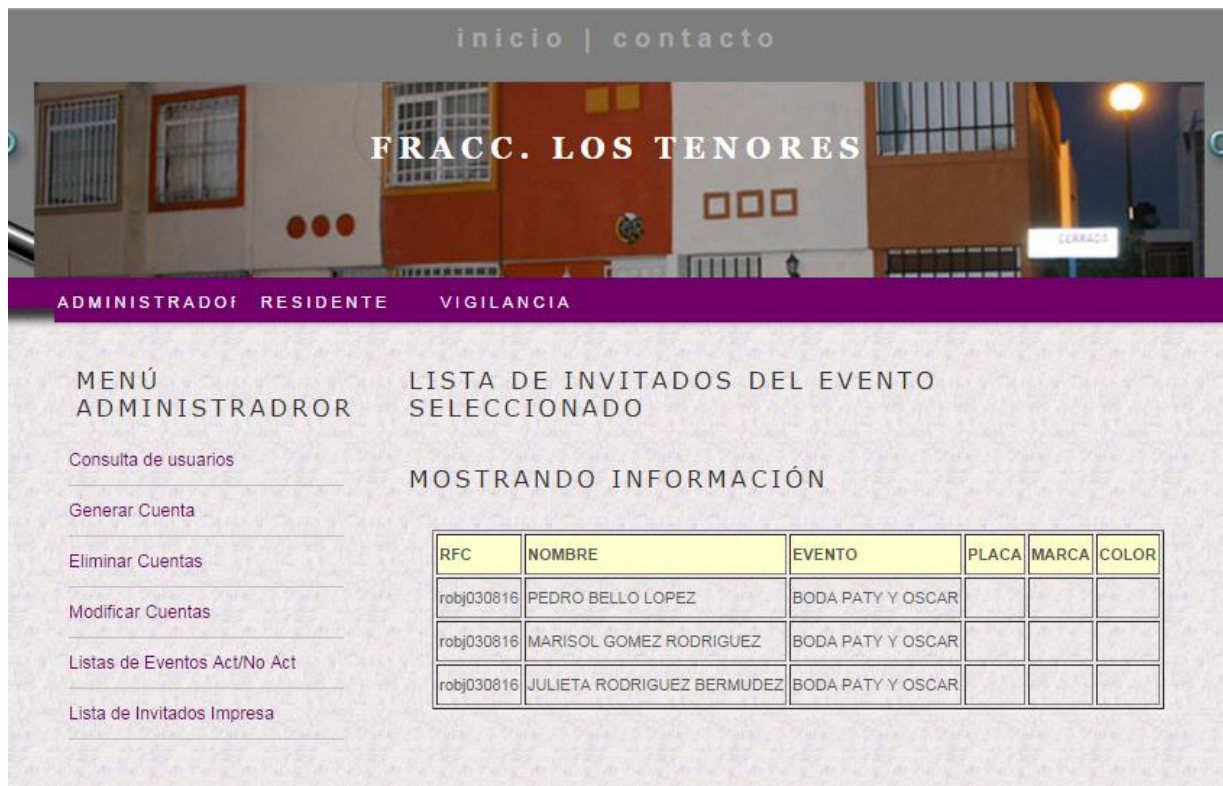 inicio | contacto
FRACC. LOS TENORES
CERRADA
ADMINISTRADOR RESIDENTE VIGILANCIA
MENÚ
ADMINISTRADROR
Consulta de usuarios
Generar Cuenta
Eliminar Cuentas
Modificar Cuentas
Listas de Eventos Act/No Act
Lista de Invitados Impresa
LISTA DE INVITADOS DEL EVENTO
SELECCIONADO
MOSTRANDO INFORMACIÓN
RFC NOMBRE EVENTO PLACA MARCA COLOR
robj030816 PEDRO BELLO LOPEZ BODA PATY Y OSCAR
robj030816 MARISOL GOMEZ RODRIGUEZ BODA PATY Y OSCAR
robj030816 JULIETA RODRIGUEZ BERMUDEZ BODA PATY Y OSCAR